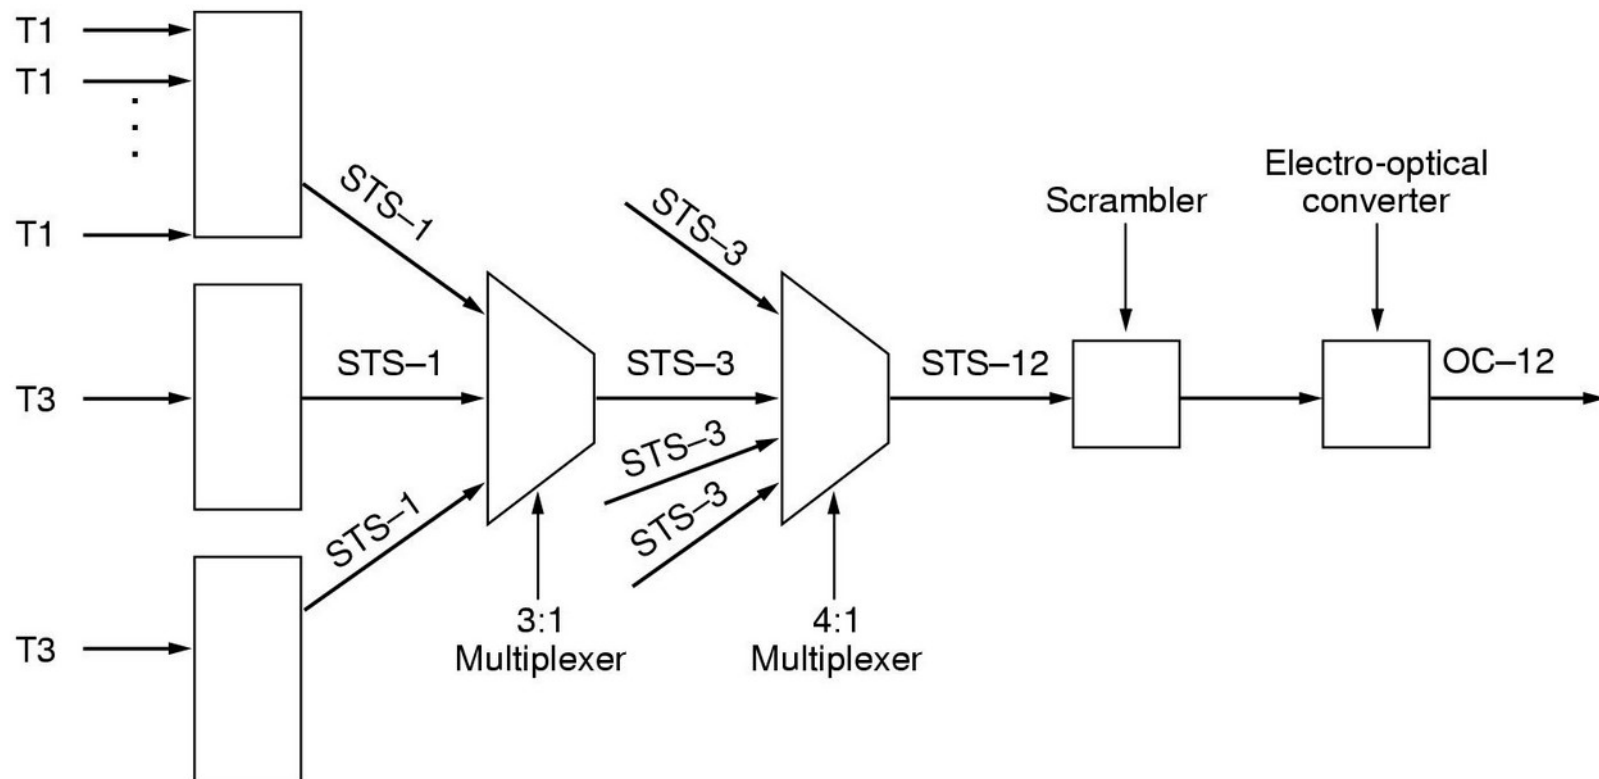 T1
T1
T1
STS–1
STS–3
Scrambler
Electro-optical
converter
T3
STS–1
STS–3
STS–12
OC–12
STS–3
STS–1
STS–3
T3
3:1
Multiplexer
4:1
Multiplexer